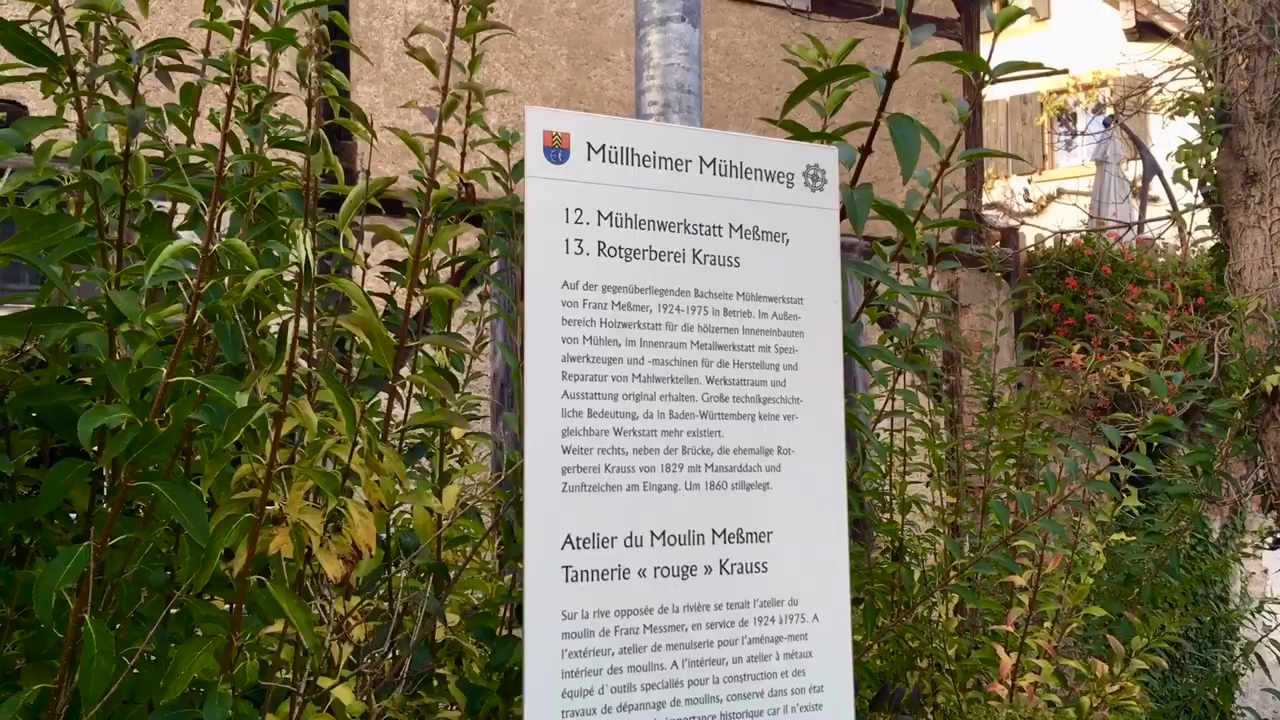 Müllheimer Mühlenweg
12. Mühlenwerkstatt Meßmer,
13. Rotgerberei Krauss
Auf der gegenüberliegenden Bachseite Mühlenwerkstatt
von Franz Meßmer, 1924-1975 in Betrieb. Im Außen-
bereich Holzwerkstatt für die hölzernen Inneneinbauten
von Mühlen, im Innenraum Metallwerkstatt mit Spezi-
alwerkzeugen und -maschinen für die Herstellung und
Reparatur von Mahlwerkteilen. Werkstattraum und
Ausstattung original erhalten. Große technikgeschicht-
liche Bedeutung, da in Baden-Württemberg keine ver-
gleichbare Werkstatt mehr existiert.
Weiter rechts, neben der Brücke, die ehemalige Rot-
gerberei Krauss von 1829 mit Mansarddach und
Zunftzeichen am Eingang. Um 1860 stillgelegt.
Atelier du Moulin Meßmer
Tannerie « rouge » Krauss
Sur la rive opposée de la rivière se tenait l'atelier du
moulin de Franz Messmer, en service de 1924 à1975. A
l'extérieur, atelier de menuiserie pour l'aménage-ment
intérieur des moulins. A l'intérieur, un atelier à métaux
équipé d`outils specialiés pour la construction et des
travaux de dépannage de moulins, conservé dans son état
importance historique car il n'existe